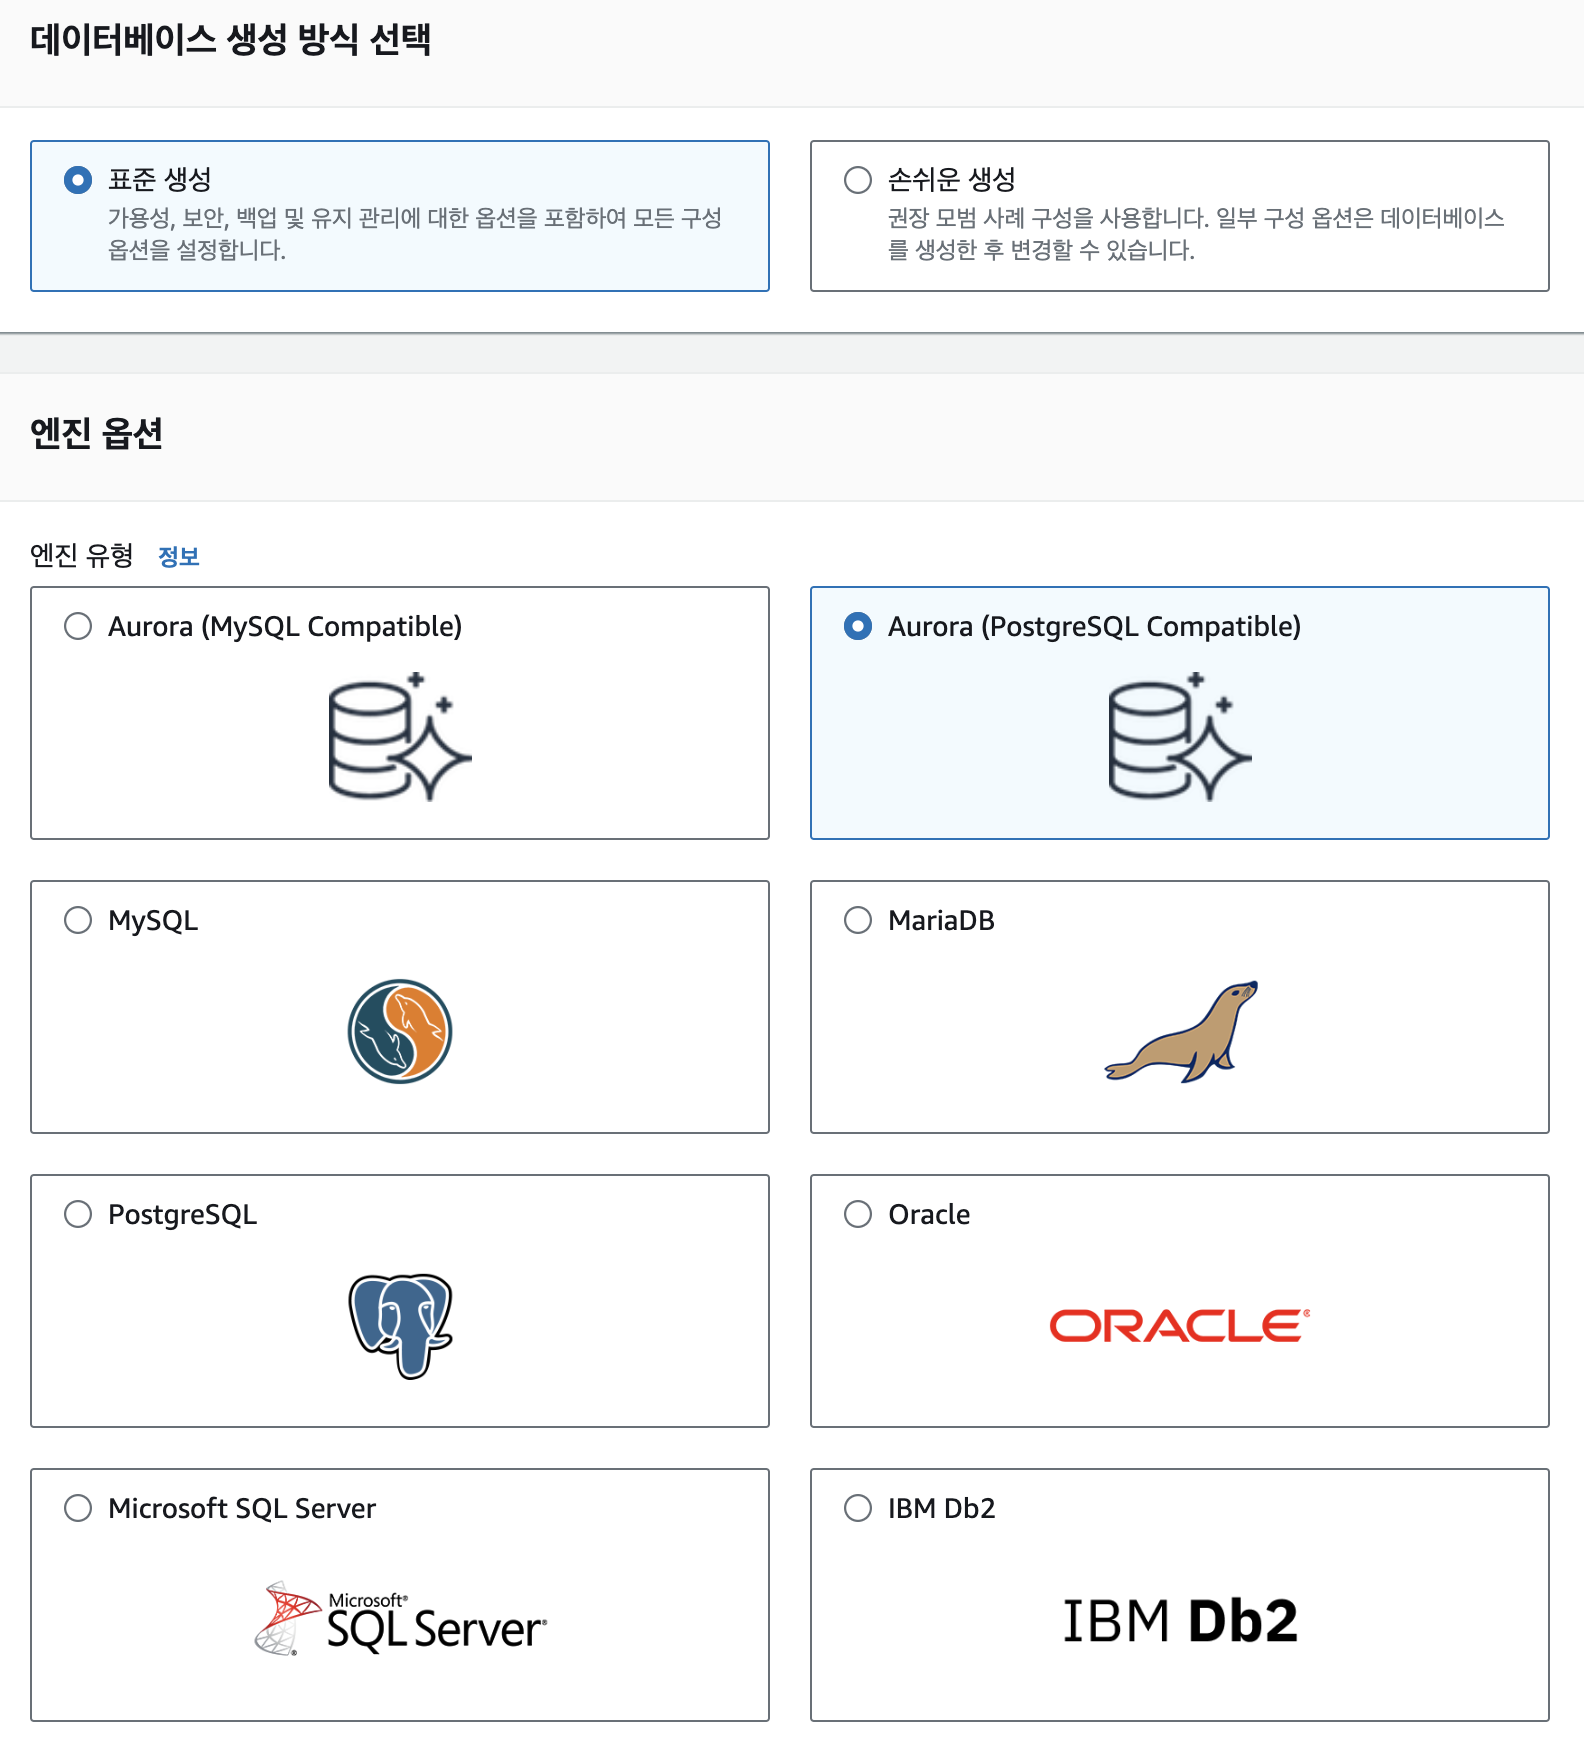 데이터베이스 생성 방식 선택
표준 생성
가용성, 보안, 백업 및 유지 관리에 대한 옵션을 포함하여 모든 구성
옵션을 설정합니다.
손쉬운 생성
권장 모범 사례 구성을 사용합니다. 일부 구성 옵션은 데이터베이스
를 생성한 후 변경할 수 있습니다.
엔진 옵션
엔진 유형 정보
Aurora (MySQL Compatible)
Aurora (PostgreSQL Compatible)
MySQL
MariaDB
PostgreSQL
Oracle
ORACLE®
Microsoft SQL Server
Microsoft®
SQL Server®
IBM Db2
IBM Db2